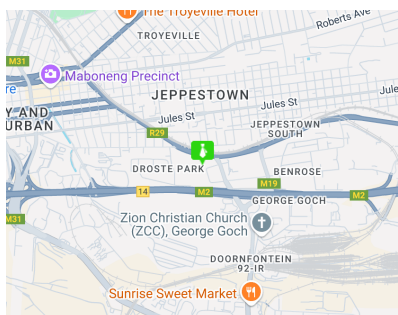 The Troyeville Hotel
Roberts Ave
TROYEVILLE
M31
Maboneng Precinct
JEPPESTOWN
Jules St
Y AND
URBAN
Jules St
R29
JEPPESTOWN
SOUTH
DROSTE PARK
BENROSE
M19
14
M2
M2
GEORGE GOCH
M31
Zion Christian Church
(ZCC), George Goch
DOORNFONTEIN
92-IR
Sunrise Sweet Market